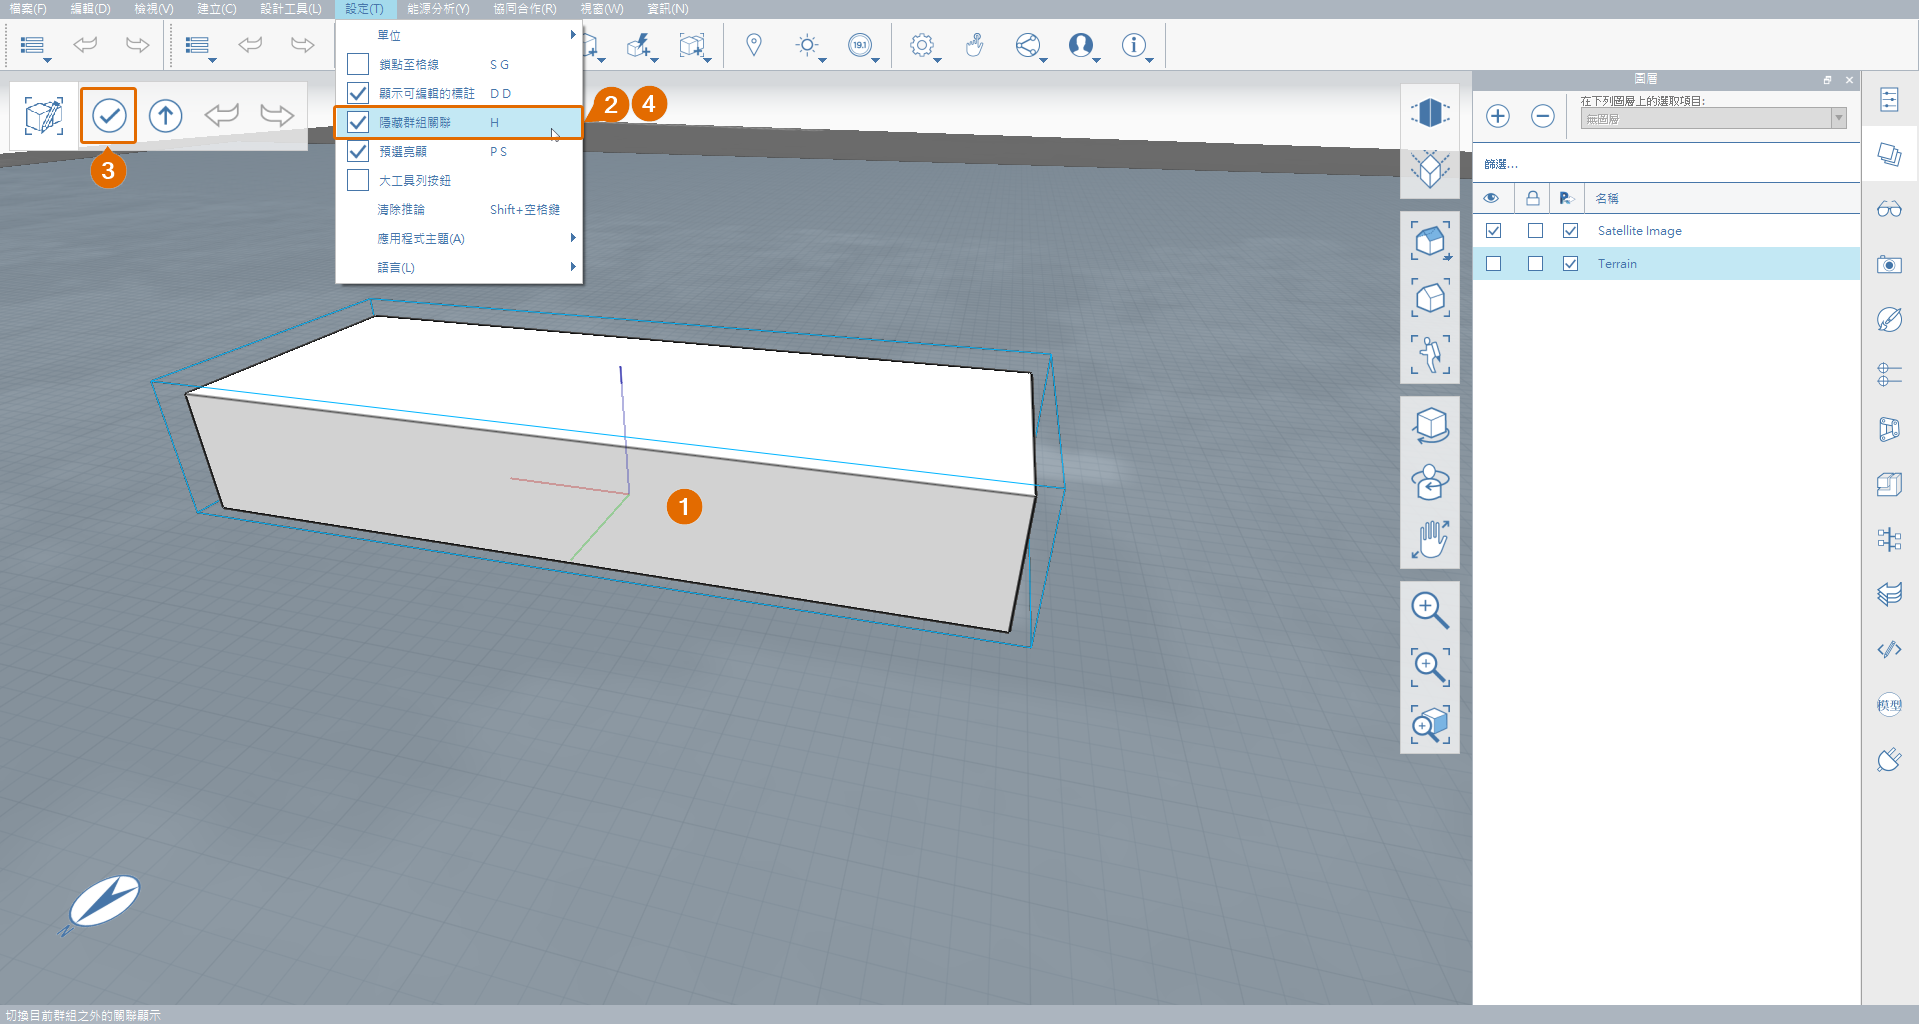 檔案(F) 編輯(D) 檢視(V) 建立(C) 設計工具(L) 設定(T) 能源分析(Y) 協同合作(R) 視窗(W) 資訊(N)
單位
鎖點至格線 S G
顯示可編輯的標註 D D
隱藏群組關聯 H
預選亮顯 P S
大工具列按鈕
清除推論 Shift+空格鍵
應用程式主題(A)
語言(L)
19.1
2 4
3
1
圖層
在下列圖層上的選取項目:
無圖層
篩選...
名稱
Satellite Image
Terrain
模型
N
切換目前群組之外的關聯顯示